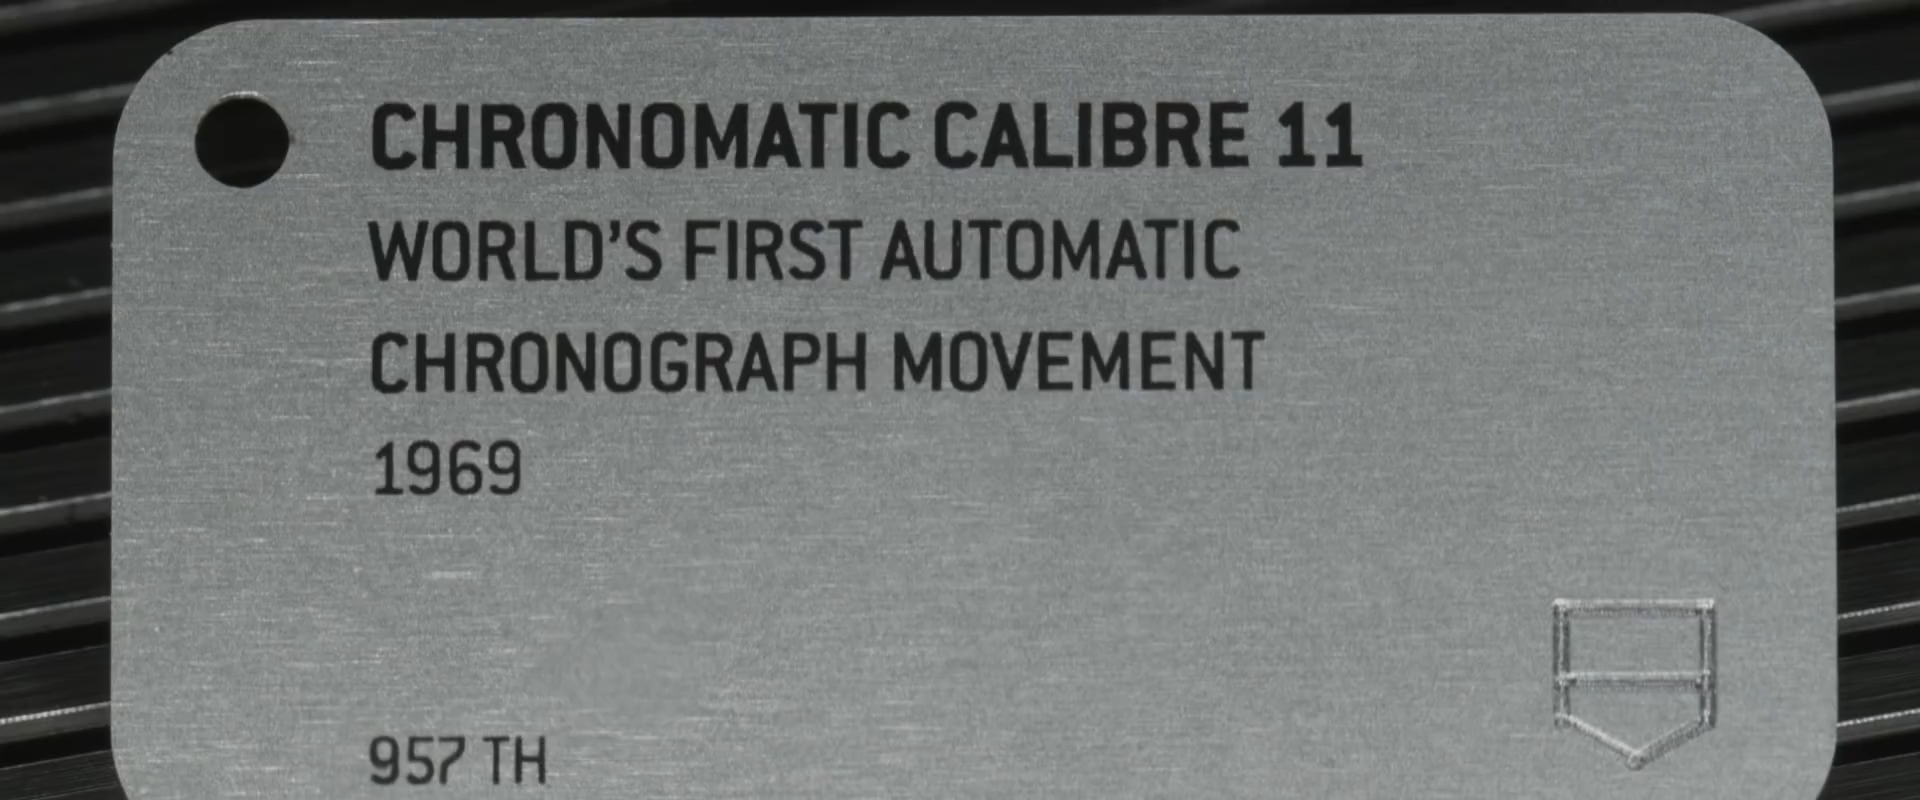 CHRONOMATIC CALIBRE 11
WORLD'S FIRST AUTOMATIC
CHRONOGRAPH MOVEMENT
1969
957 TH